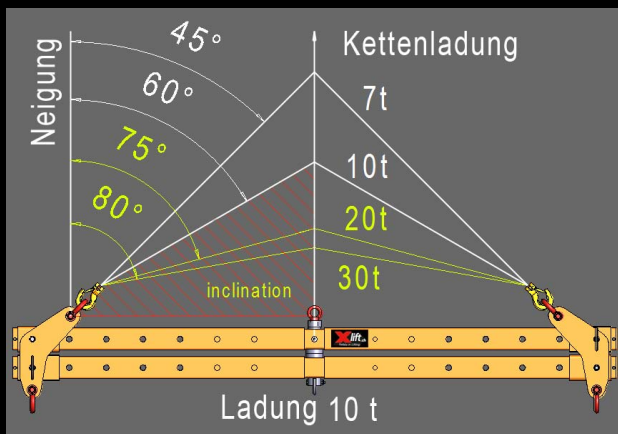 45°
Kettenladung
Neigung
60°
7t
75°
10t
80°
20t
30t
inclination
Xlift
Ladung 10 t